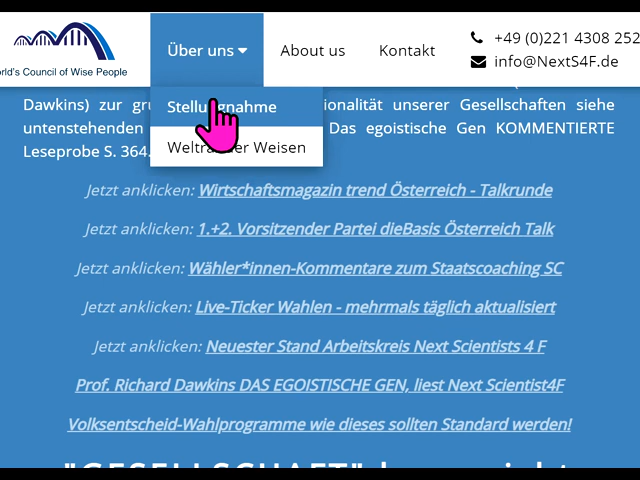 World's Council of Wise People
Über uns
About us
Kontakt
+49 (0)221 4308 252
info@NextS4F.de
Stellungnahme
Weltrat der Weisen
Dawkins) zur
ionalität unserer Gesellschaften siehe
untenstehenden
Das egoistische Gen KOMMENTIERTE
Leseprobe S. 364.
Jetzt anklicken: Wirtschaftsmagazin trend Österreich - Talkrunde
Jetzt anklicken: 1.+2. Vorsitzender Partei dieBasis Österreich Talk
Jetzt anklicken: Wähler*innen-Kommentare zum Staatscoaching SC
Jetzt anklicken: Live-Ticker Wahlen - mehrmals täglich aktualisiert
Jetzt anklicken: Neuester Stand Arbeitskreis Next Scientists 4 F
Prof. Richard Dawkins DAS EGOISTISCHE GEN, liest Next Scientist4F
Volksentscheid-Wahlprogramme wie dieses sollten Standard werden!